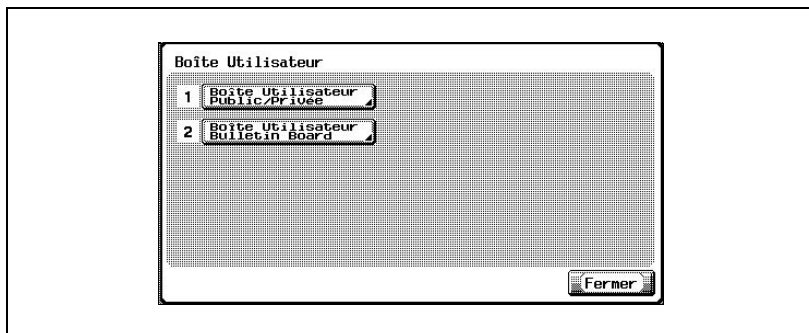 Boîte Utilisateur
1 Boîte Utilisateur
Public/Privée
2 Boîte Utilisateur
Bulletin Board
Fermer